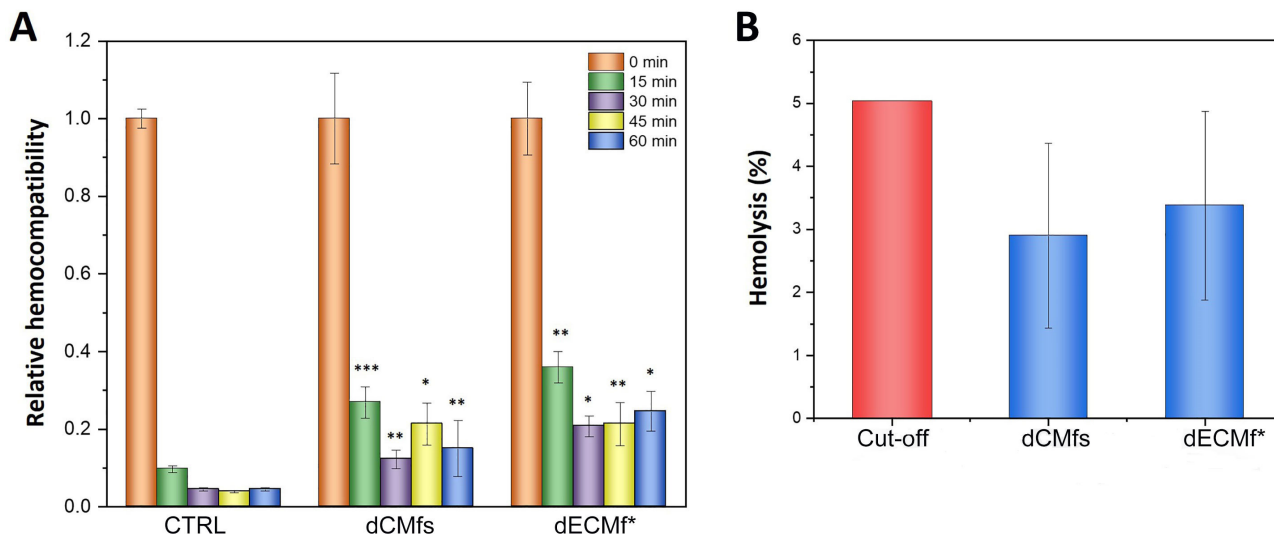 A
Relative hemocompatibility
1.2
1.0
0.8
0.6
0.4
0.2
0.0
0 min
15 min
30 min
45 min
60 min
***
**
*
**
**
*
**
*
CTRL
dCMfs
dECMf*
B
Hemolysis (%)
6
5
4
3
2
1
0
Cut-off
dCMfs
dECMf*